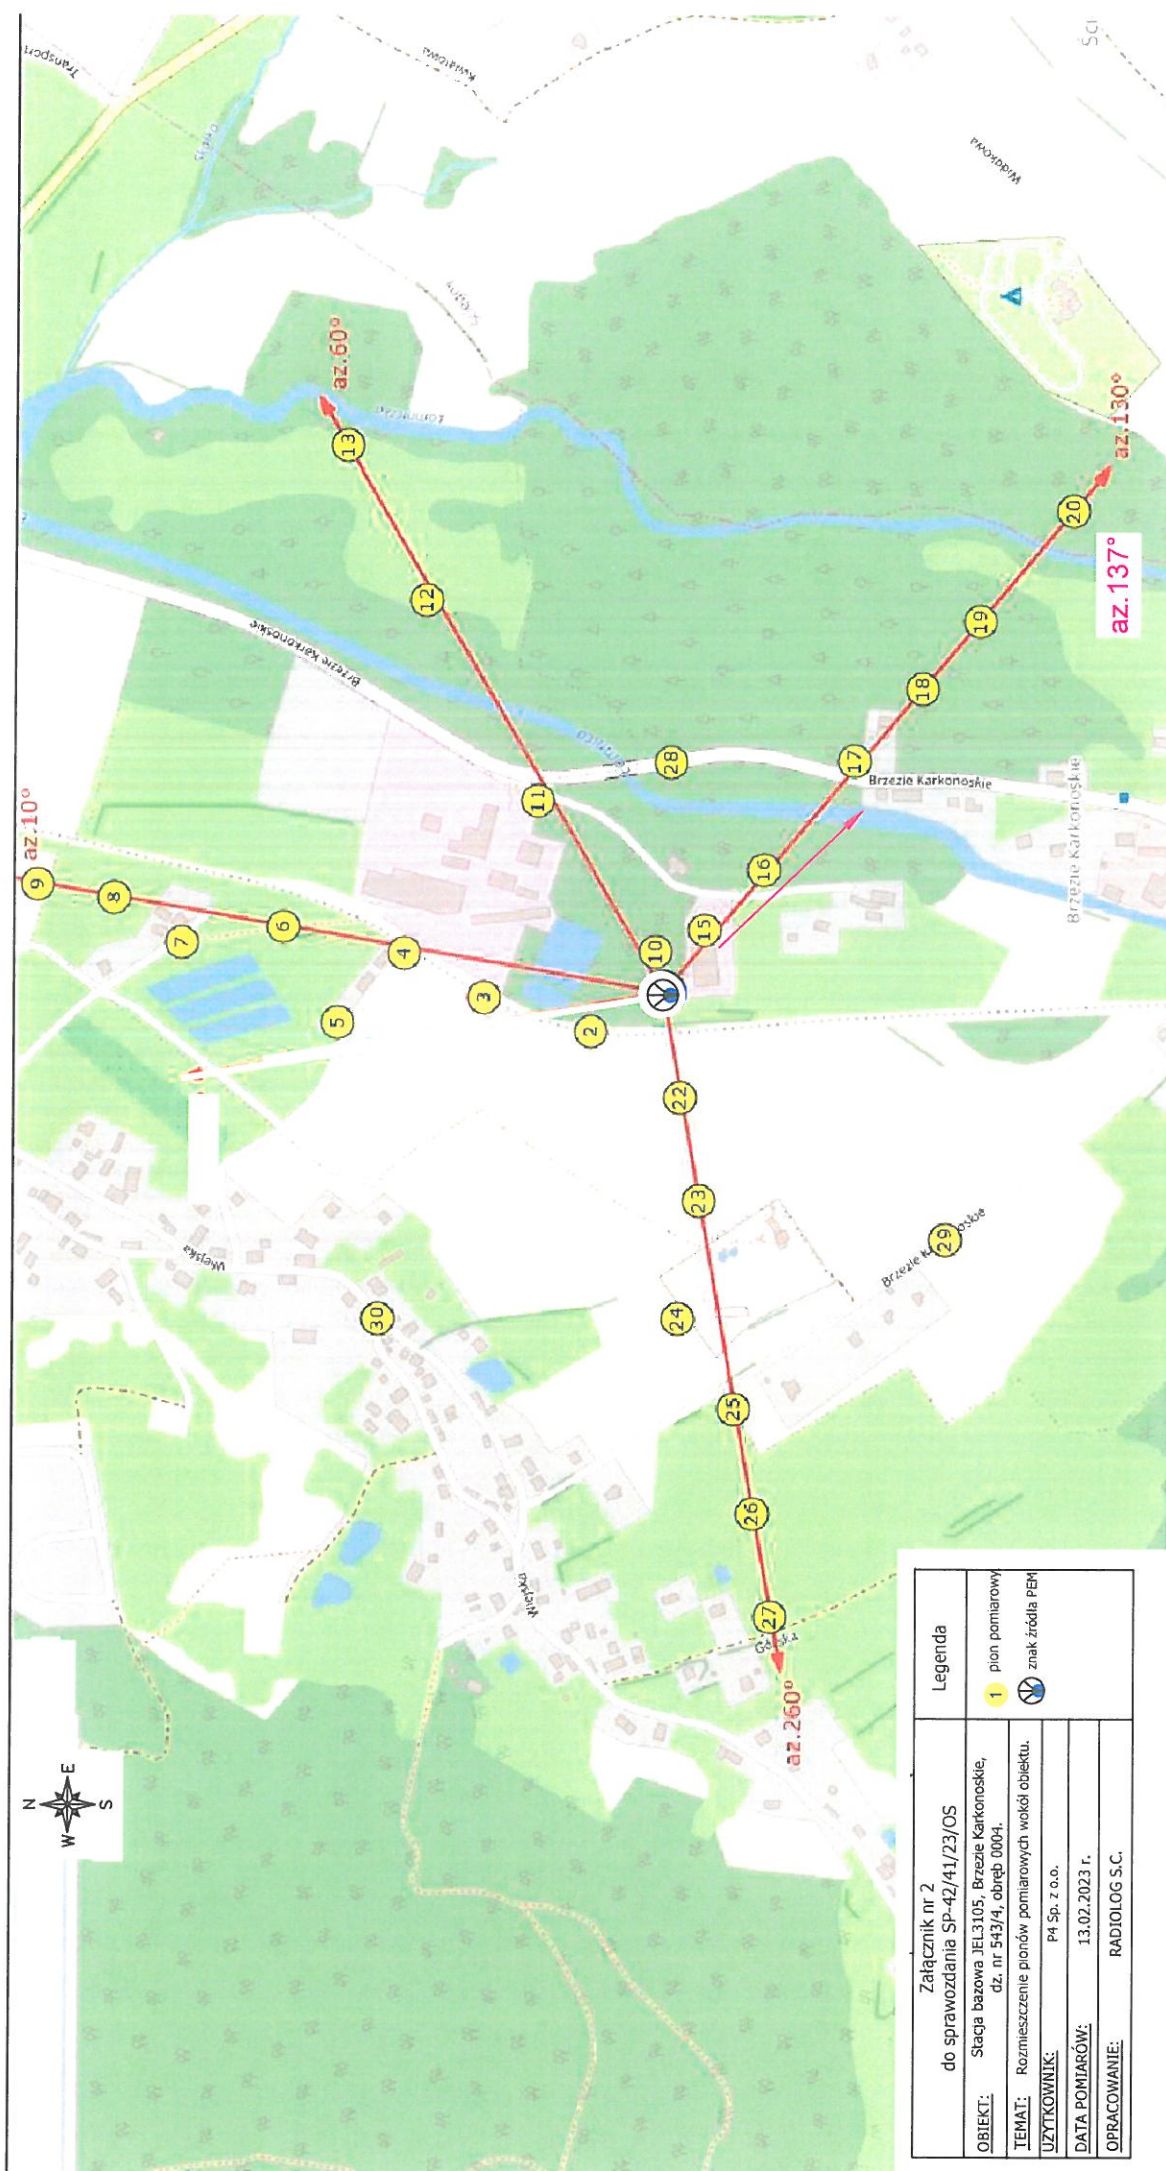 az.10°
9
8
7
6
5
4
3
2
10
11
12
13
az.60°
15
16
17
18
19
20
az.130°
az.137°
22
23
24
25
26
27
az.260°
28
29
30
Transport
Kwiatowa
Widokowa
Łomniczka
Łomnica
Brzezie Karkonoskie
Brzezie Karkonoskie
Brzezie Karkonoskie
Wiejska
Wiejska
N
W
E
S
Załącznik nr 2
do sprawozdania SP-42/41/23/OS
OBIEKT: Stacja bazowa JEL3105, Brzezie Karkonoskie,
dz. nr 543/4, obręb 0004.
TEMAT: Rozmieszczenie pionów pomiarowych wokół obiektu.
UŻYTKOWNIK: P4 Sp. z o.o.
DATA POMIARÓW: 13.02.2023 r.
OPRACOWANIE: RADIOLOG S.C.
Legenda
1 pion pomiarowy
znak źródła PEM